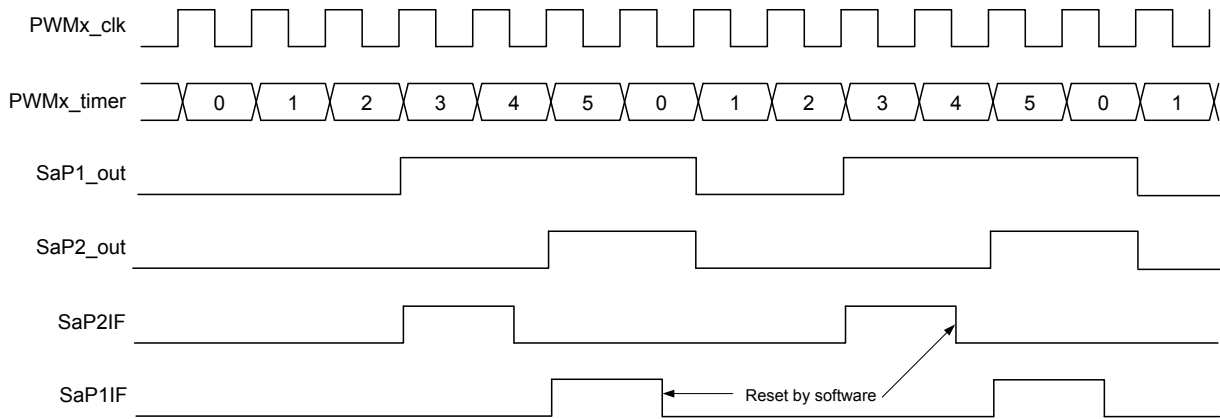 PWMx_clk
PWMx_timer 0 1 2 3 4 5 0 1 2 3 4 5 0 1
SaP1_out
SaP2_out
SaP2IF
SaP1IF Reset by software